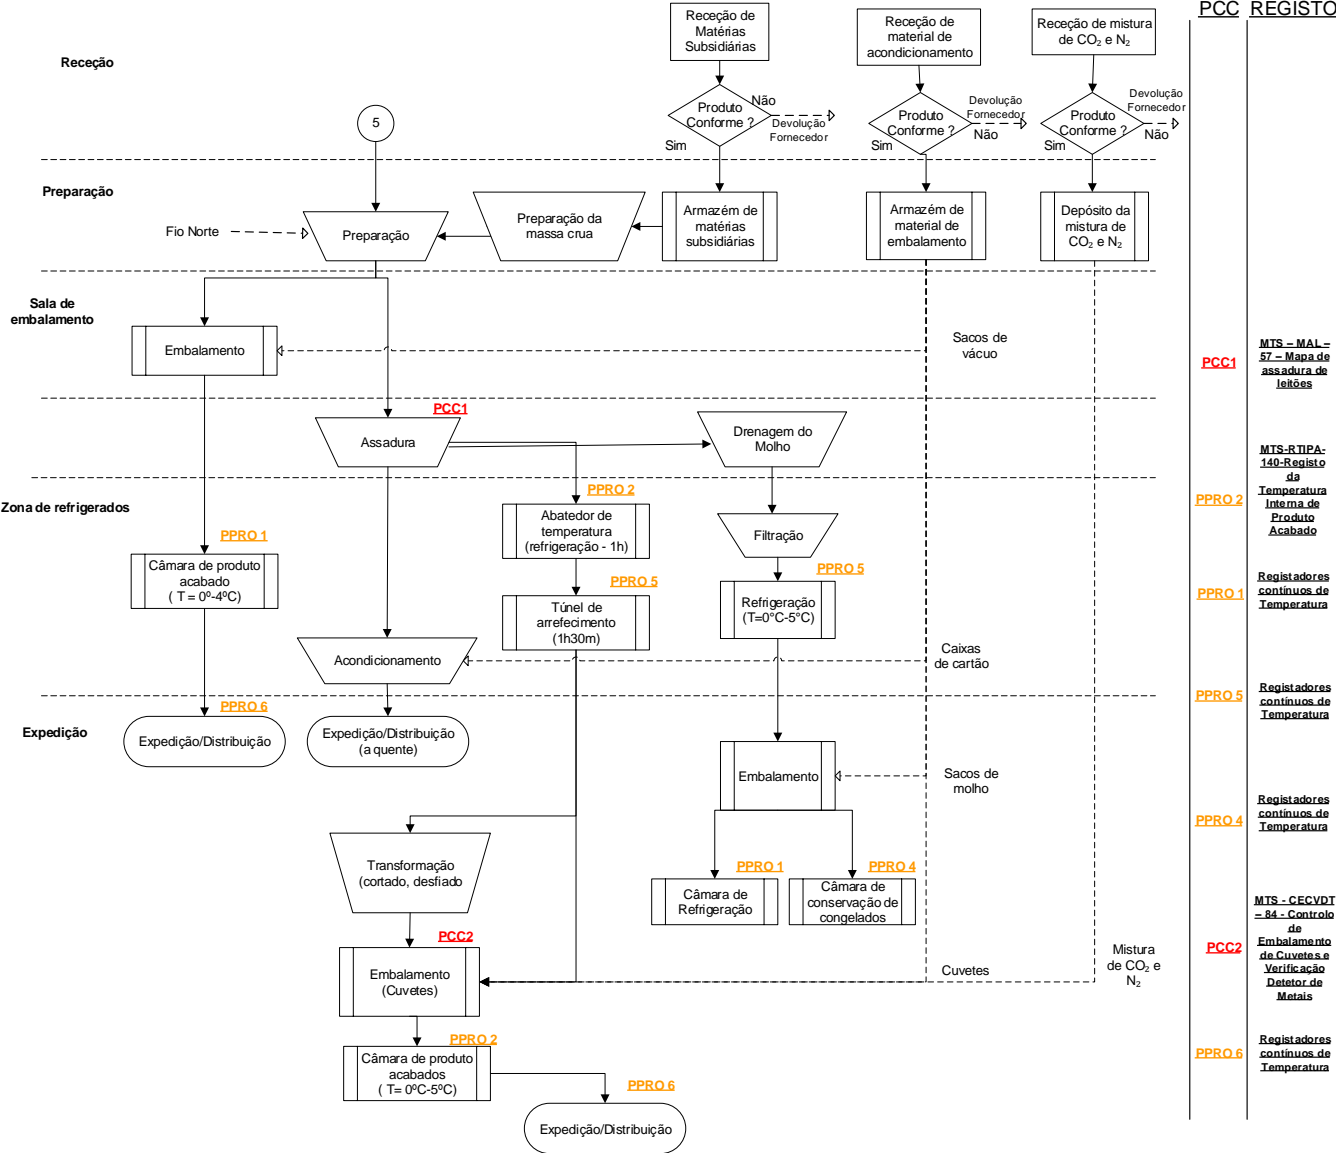 PCC REGISTO
Receção de
Matérias
Subsidiárias
Receção de
material de
acondicionamento
Receção de mistura
de CO₂ e N₂
Receção
5
Produto
Conforme ?
Não
Devolução
Fornecedor
Sim
Produto
Conforme ?
Devolução
Fornecedor
Não
Sim
Produto
Conforme ?
Devolução
Fornecedor
Não
Sim
Preparação
Fio Norte
Preparação
Preparação da
massa crua
Armazém de
matérias
subsidiárias
Armazém de
material de
embalamento
Depósito da
mistura de
CO₂ e N₂
Sala de
embalamento
Embalamento
Sacos de
vácuo
PCC1
MTS – MAL –
57 – Mapa de
assadura de
leitões
PCC1
Assadura
Drenagem do
Molho
Zona de refrigerados
PPRO 2
Abatedor de
temperatura
(refrigeração - 1h)
Filtração
PPRO 2
MTS-RTIPA-
140-Registo
da
Temperatura
Interna de
Produto
Acabado
PPRO 1
Câmara de produto
acabado
( T = 0º-4ºC)
PPRO 5
Túnel de
arrefecimento
(1h30m)
PPRO 5
Refrigeração
(T=0°C-5°C)
PPRO 1
Registadores
contínuos de
Temperatura
Acondicionamento
Caixas
de cartão
PPRO 5
Registadores
contínuos de
Temperatura
Expedição
PPRO 6
Expedição/Distribuição
Expedição/Distribuição
(a quente)
Embalamento
Sacos de
molho
PPRO 4
Registadores
contínuos de
Temperatura
Transformação
(cortado, desfiado
PPRO 1
Câmara de
Refrigeração
PPRO 4
Câmara de
conservação de
congelados
PCC2
Embalamento
(Cuvetes)
Cuvetes
Mistura
de CO₂ e
N₂
PCC2
MTS - CECVDT
– 84 - Controlo
de
Embalamento
de Cuvetes e
Verificação
Detetor de
Metais
PPRO 2
Câmara de produto
acabados
( T= 0ºC-5ºC)
PPRO 6
Expedição/Distribuição
PPRO 6
Registadores
contínuos de
Temperatura